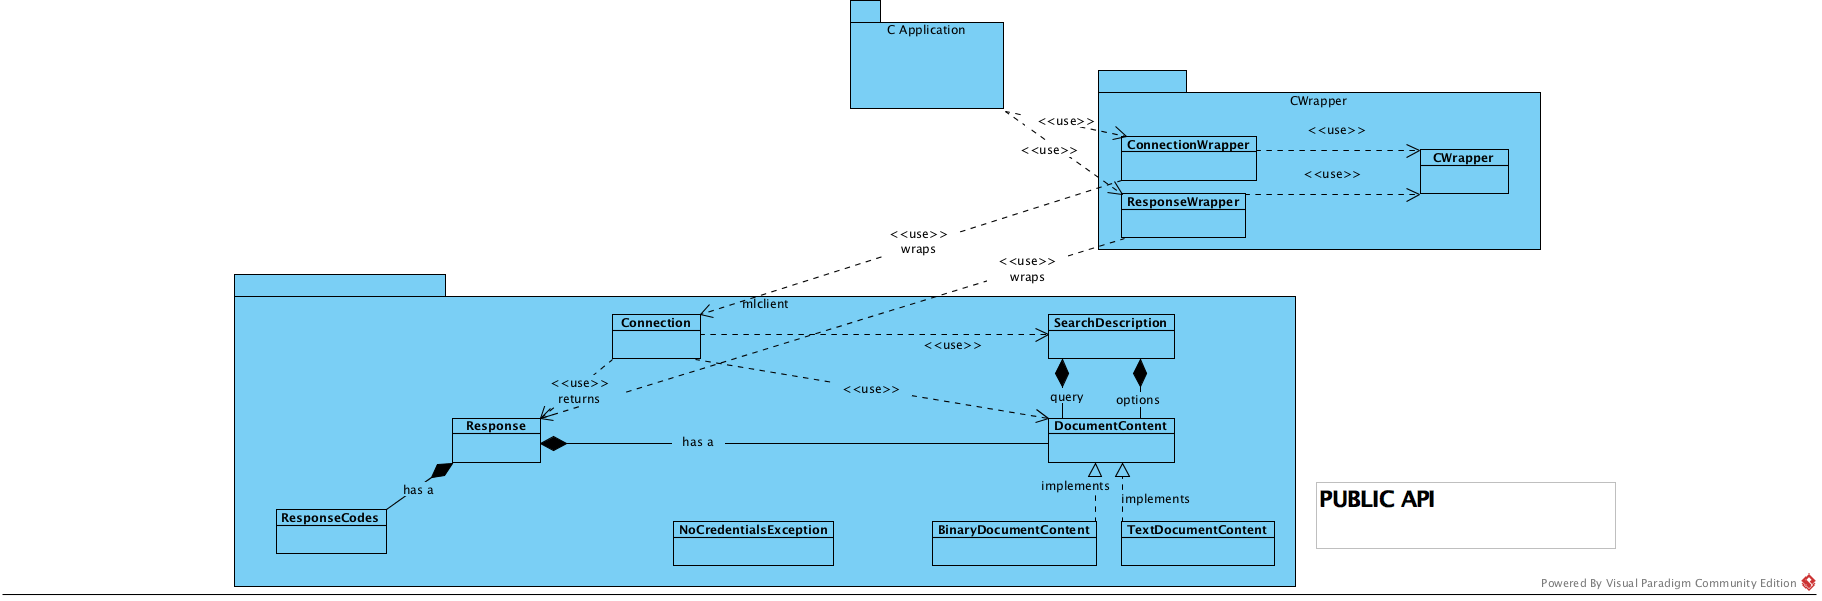 C Application
CWrapper
<<use>>
<<use>>
ConnectionWrapper
<<use>>
CWrapper
<<use>>
ResponseWrapper
<<use>>
wraps
<<use>>
wraps
mlclient
Connection
SearchDescription
<<use>>
<<use>>
returns
<<use>>
query
options
Response
DocumentContent
has a
has a
implements
implements
ResponseCodes
NoCredentialsException
BinaryDocumentContent
TextDocumentContent
PUBLIC API
Powered By Visual Paradigm Community Edition